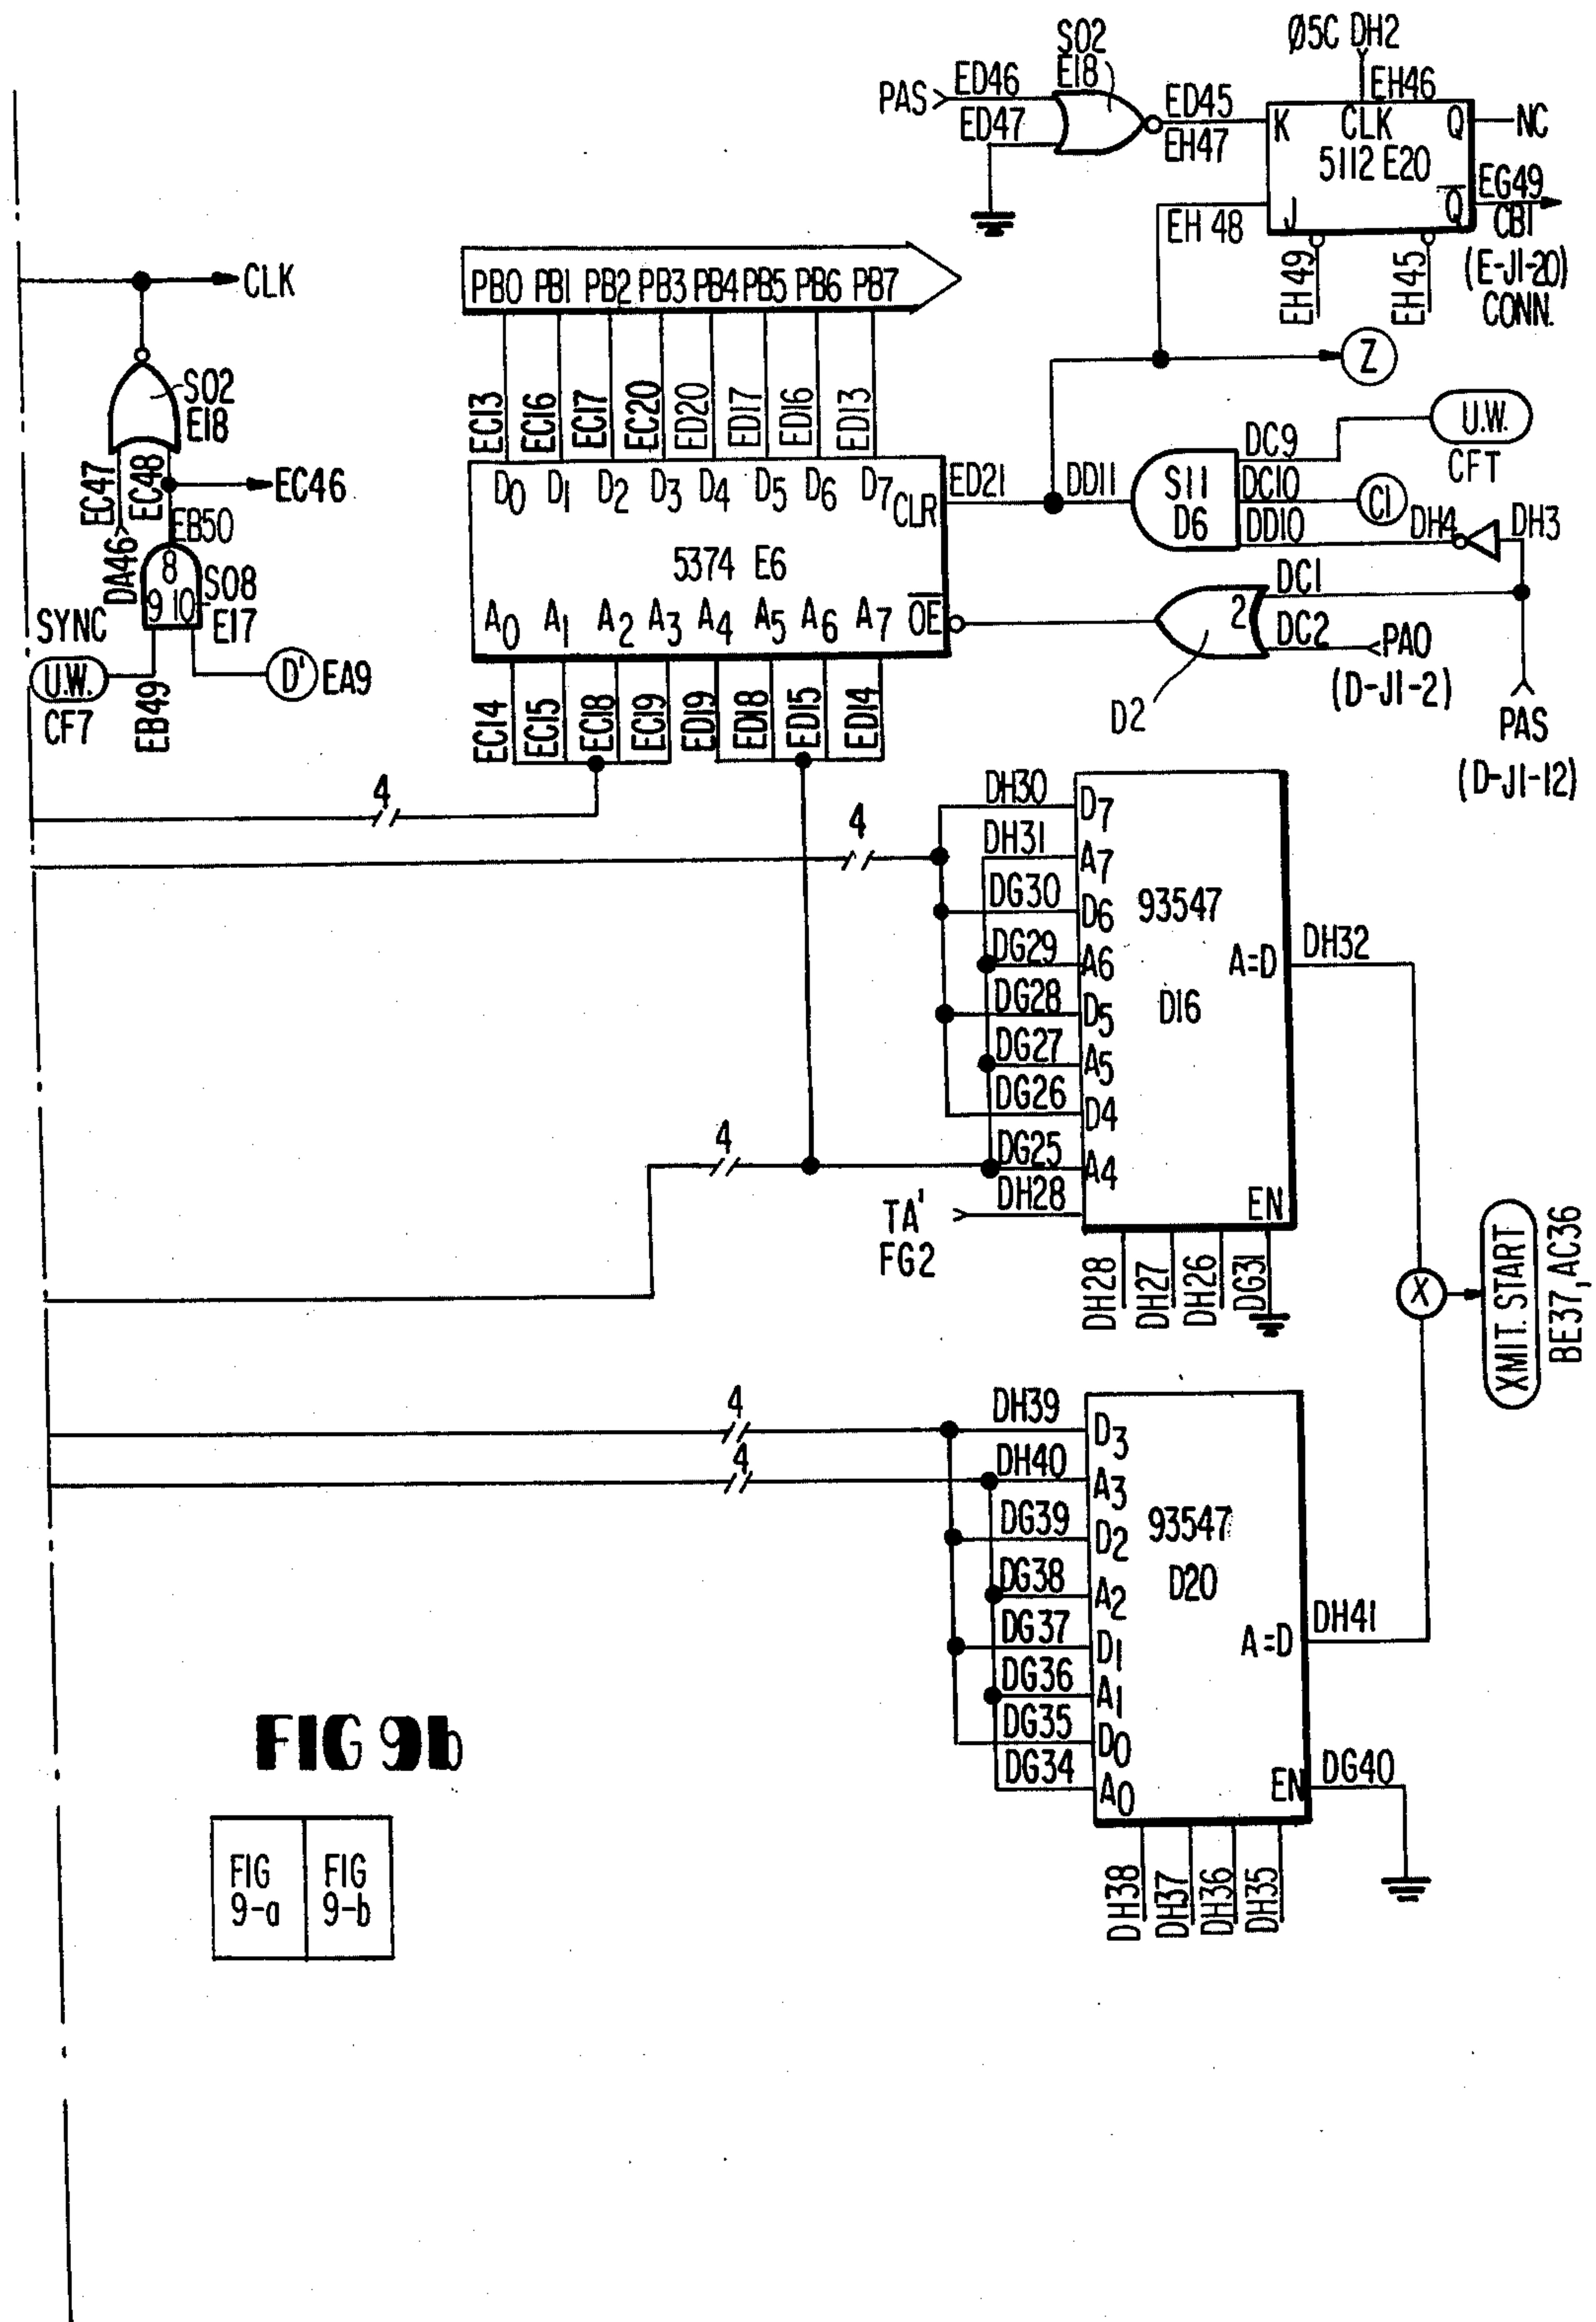 S02
E18
Ø5C DH2
EH46
PAS
ED46
ED47
ED45
EH47
K CLK Q
NC
5112 E20
EG49
J Q
CB1
EH 48
EH49
EH45
(E-J1-20)
CONN.
CLK
PB0 PB1 PB2 PB3 PB4 PB5 PB6 PB7
Z
S02
E18
EC47
EC48
EC46
EB50
DA46
8
9 10
S08
E17
SYNC
U.W.
CF7
EB49
D' EA9
EC13
EC16
EC17
EC20
ED20
ED17
ED16
ED13
D0 D1 D2 D3 D4 D5 D6 D7
CLR
5374 E6
A0 A1 A2 A3 A4 A5 A6 A7 OE
ED21
DD11
S11
D6
DC9
DC10
DD10
U.W.
CFT
C1
DH4
DH3
DC1
2
DC2
PA0
(D-J1-2)
D2
PAS
(D-J1-12)
EC14
EC15
EC18
EC19
ED19
ED18
ED15
ED14
4
4
DH30
D7
DH31
A7
DG30
D6
93547
DG29
A6
A=D
DH32
DG28
D5
D16
DG27
A5
DG26
D4
4
DG25
A4
DH28
EN
TA'
FG2
DH28
DH27
DH26
DG31
X
XMIT. START
BE37, AC36
4
DH39
D3
4
DH40
A3
DG39
D2
93547
DG38
A2
D20
DG37
D1
A=D
DH41
DG36
A1
DG35
D0
DG34
A0
EN
DG40
DH38
DH37
DH36
DH35
FIG 9b
FIG
9-a
FIG
9-b